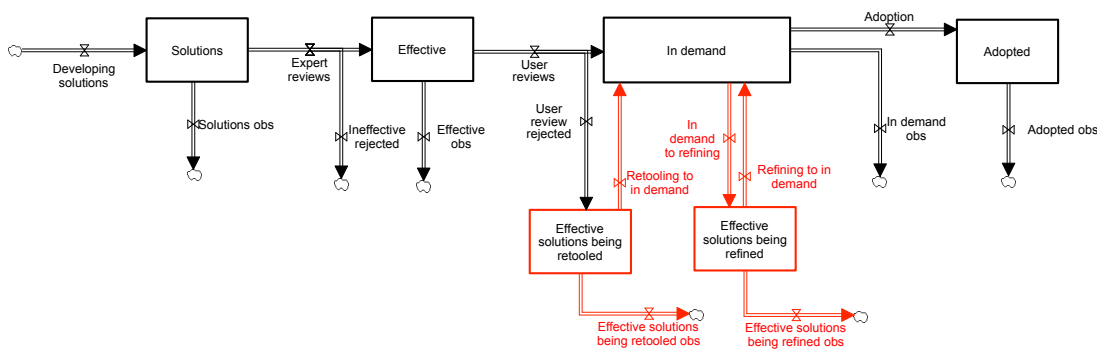 Adoption
Solutions
Effective
In demand
Adopted
Developing
solutions
Expert
reviews
User
reviews
Solutions obs
Ineffective
rejected
Effective
obs
User
review
rejected
In
demand
to refining
In demand
obs
Adopted obs
Retooling to
in demand
Refining to in
demand
Effective
solutions being
retooled
Effective
solutions being
refined
Effective solutions
being retooled obs
Effective solutions
being refined obs